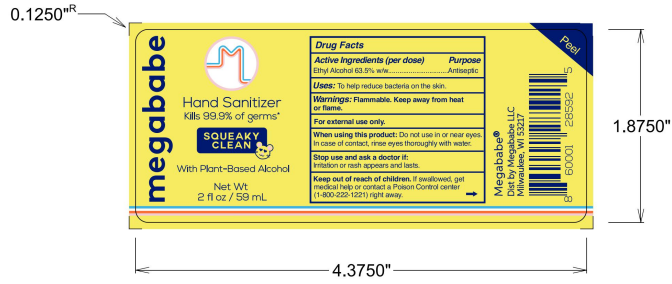 0.1250"R
megababe
Hand Sanitizer
Kills 99.9% of germs*
SQUEAKY
CLEAN
With Plant-Based Alcohol
Net Wt
2 fl oz / 59 mL
Drug Facts
Active Ingredients (per dose) Purpose
Ethyl Alcohol 63.5% w/w..............................Antiseptic
Uses: To help reduce bacteria on the skin.
Warnings: Flammable. Keep away from heat
or flame.
For external use only.
When using this product: Do not use in or near eyes.
In case of contact, rinse eyes thoroughly with water.
Stop use and ask a doctor if:
Irritation or rash appears and lasts.
Keep out of reach of children. If swallowed, get
medical help or contact a Poison Control center
(1-800-222-1221) right away.
Megababe®
Dist by Megababe LLC
Milwaukee, WI 53217
8 60001 28592 5
Peel
1.8750"
4.3750"